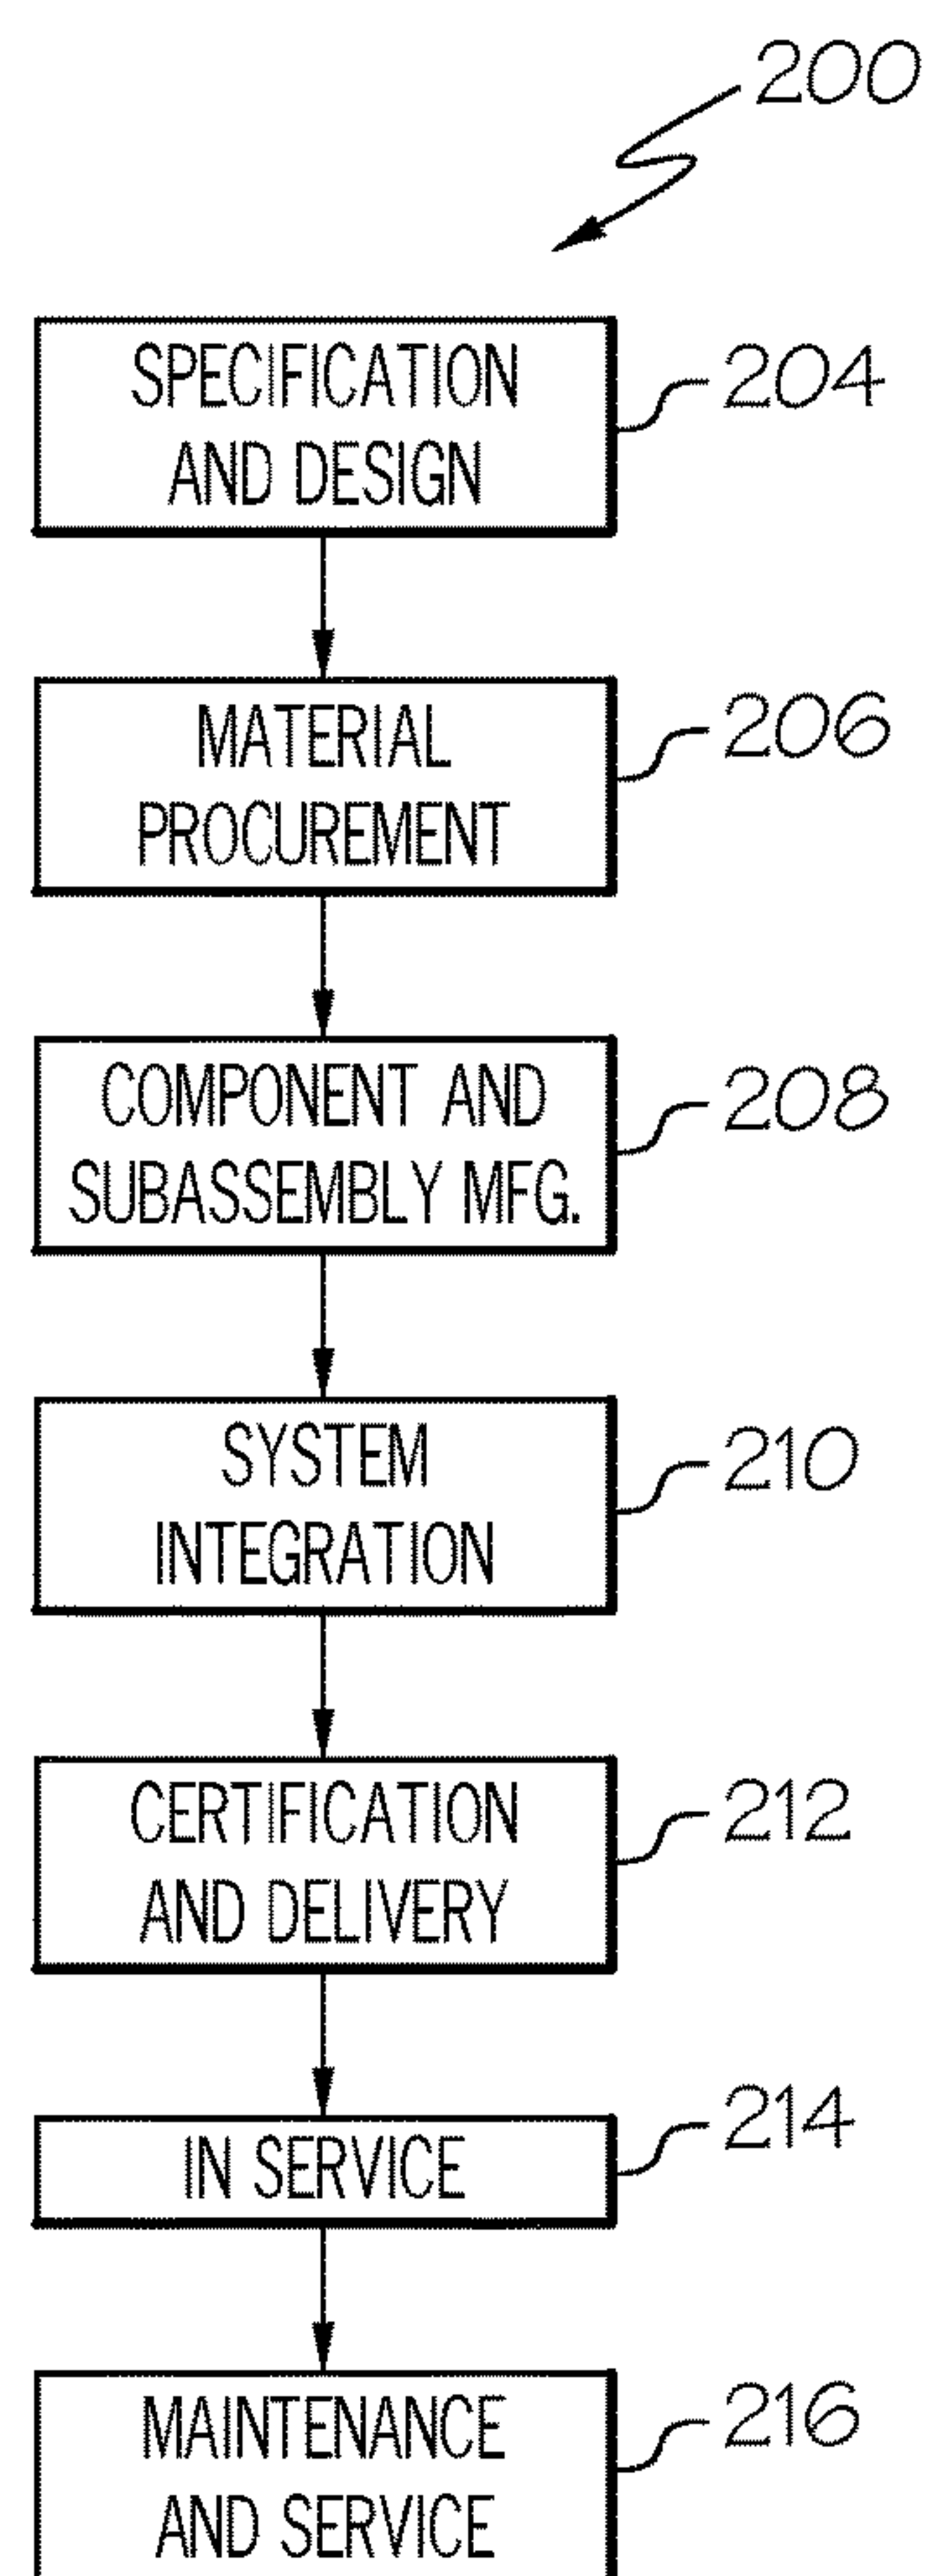 200
SPECIFICATION
AND DESIGN
204
MATERIAL
PROCUREMENT
206
COMPONENT AND
SUBASSEMBLY MFG.
208
SYSTEM
INTEGRATION
210
CERTIFICATION
AND DELIVERY
212
IN SERVICE
214
MAINTENANCE
AND SERVICE
216